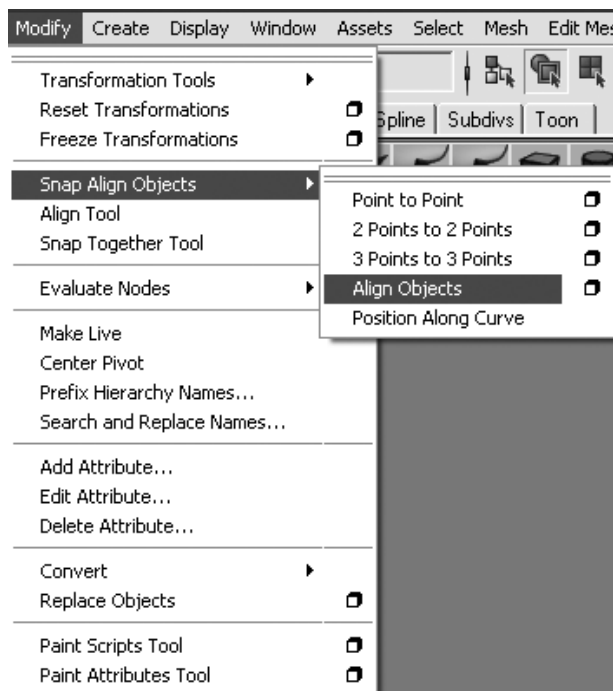 Modify Create Display Window Assets Select Mesh Edit Mes
Transformation Tools
Reset Transformations
Freeze Transformations
Spline Subdivs Toon
Snap Align Objects
Align Tool
Snap Together Tool
Point to Point
2 Points to 2 Points
3 Points to 3 Points
Align Objects
Position Along Curve
Evaluate Nodes
Make Live
Center Pivot
Prefix Hierarchy Names...
Search and Replace Names...
Add Attribute...
Edit Attribute...
Delete Attribute...
Convert
Replace Objects
Paint Scripts Tool
Paint Attributes Tool